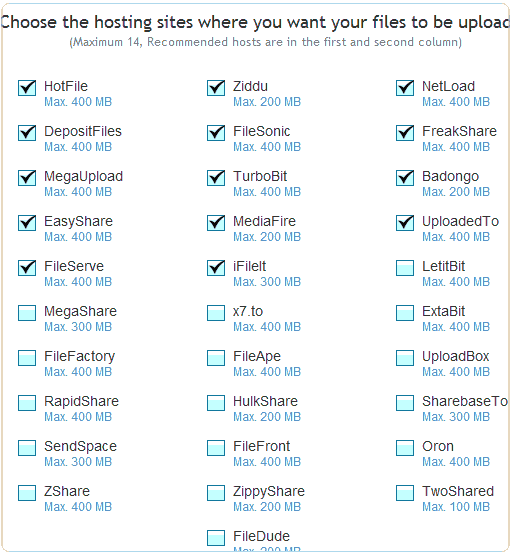 Choose the hosting sites where you want your files to be upload
(Maximum 14, Recommended hosts are in the first and second column)
HotFile
Max. 400 MB
Ziddu
Max. 200 MB
NetLoad
Max. 400 MB
DepositFiles
Max. 400 MB
FileSonic
Max. 400 MB
FreakShare
Max. 400 MB
MegaUpload
Max. 400 MB
TurboBit
Max. 400 MB
Badongo
Max. 200 MB
EasyShare
Max. 400 MB
MediaFire
Max. 200 MB
UploadedTo
Max. 400 MB
FileServe
Max. 400 MB
iFileIt
Max. 300 MB
LetitBit
Max. 400 MB
MegaShare
Max. 300 MB
x7.to
Max. 400 MB
ExtaBit
Max. 400 MB
FileFactory
Max. 400 MB
FileApe
Max. 400 MB
UploadBox
Max. 400 MB
RapidShare
Max. 400 MB
HulkShare
Max. 200 MB
SharebaseTo
Max. 300 MB
SendSpace
Max. 300 MB
FileFront
Max. 400 MB
Oron
Max. 400 MB
ZShare
Max. 400 MB
ZippyShare
Max. 200 MB
TwoShared
Max. 100 MB
FileDude
Max. 200 MB